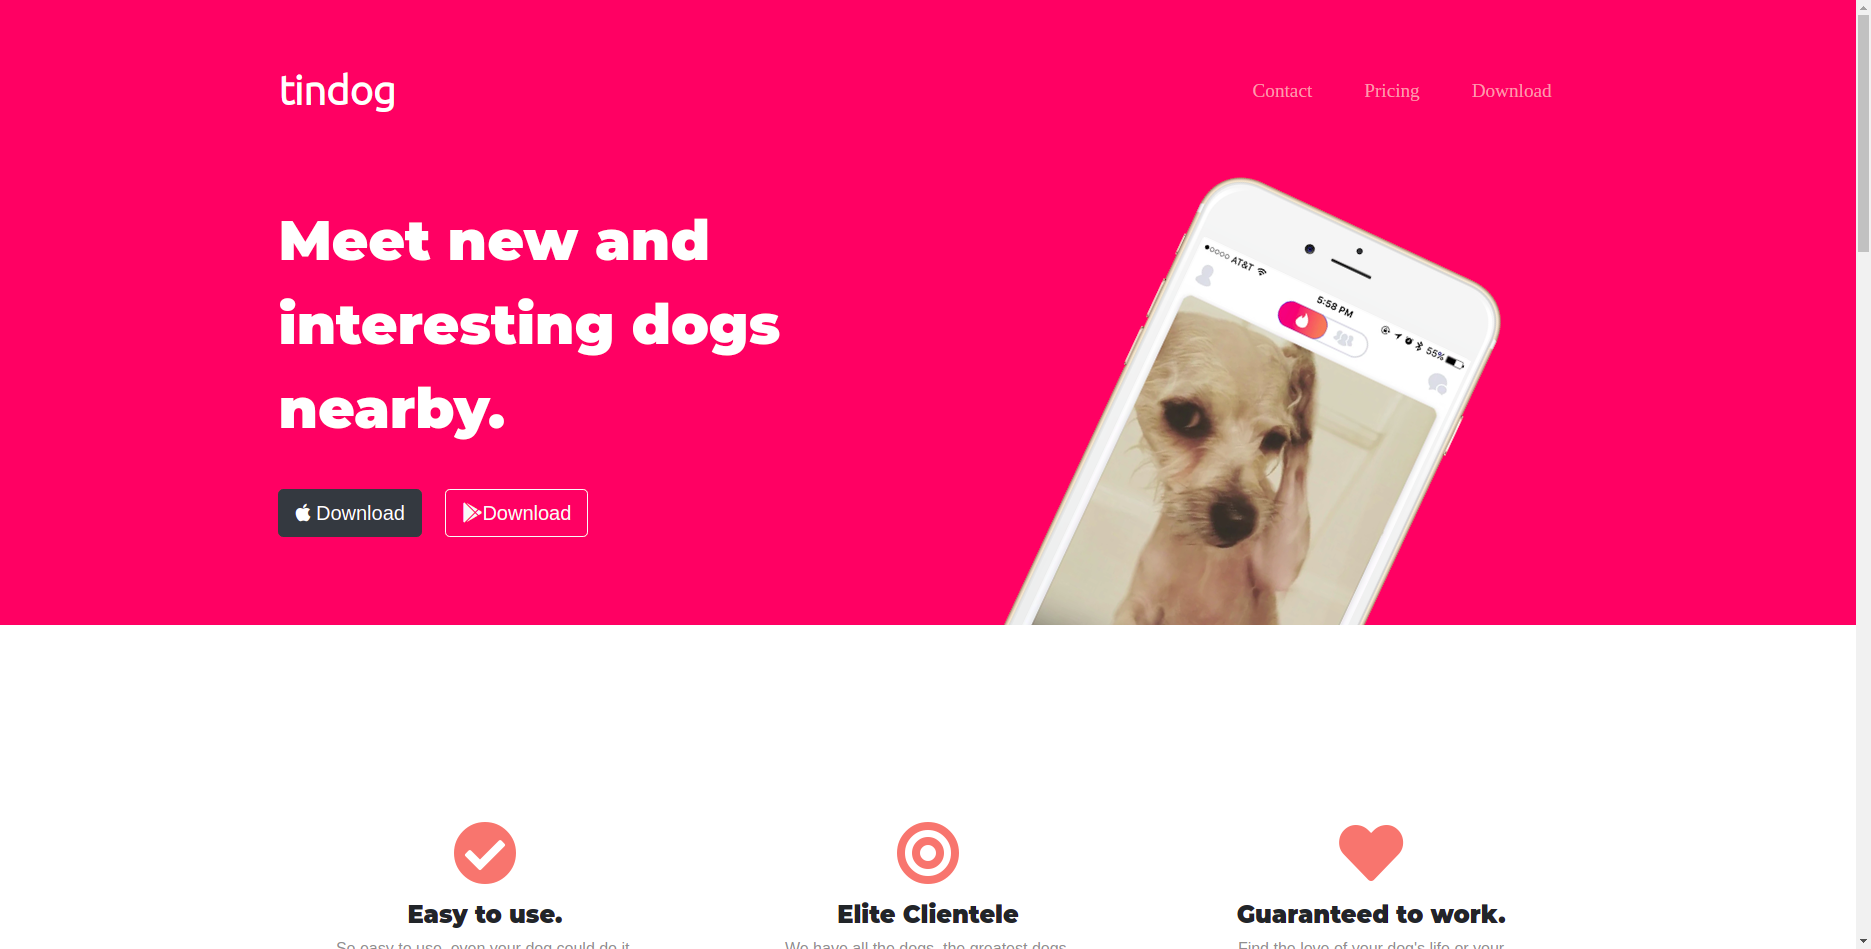 tindog
Contact
Pricing
Download
Meet new and
interesting dogs
nearby.
Download
Download
AT&T
5:58 PM
55%
Easy to use.
So easy to use, even your dog could do it.
Elite Clientele
We have all the dogs, the greatest dogs
Guaranteed to work.
Find the love of your dog's life or your